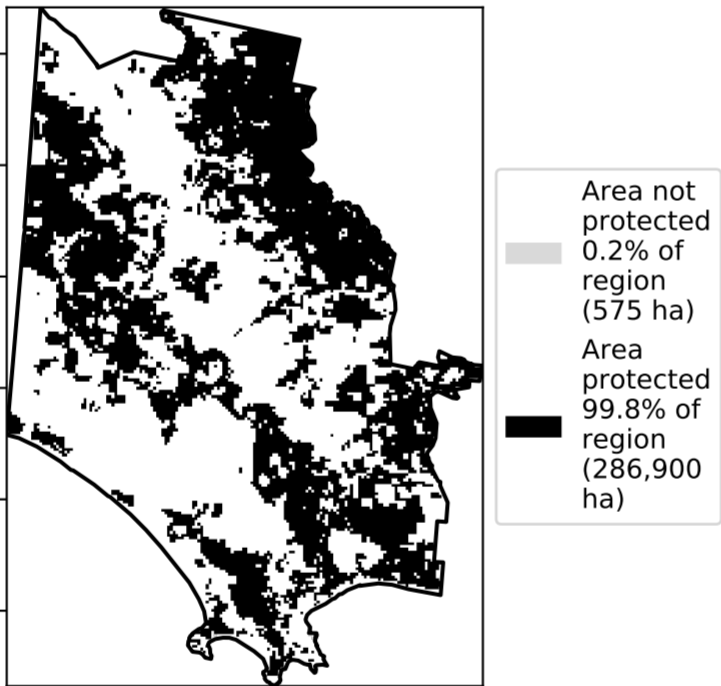 Area not
protected
0.2% of
region
(575 ha)
Area
protected
99.8% of
region
(286,900
ha)